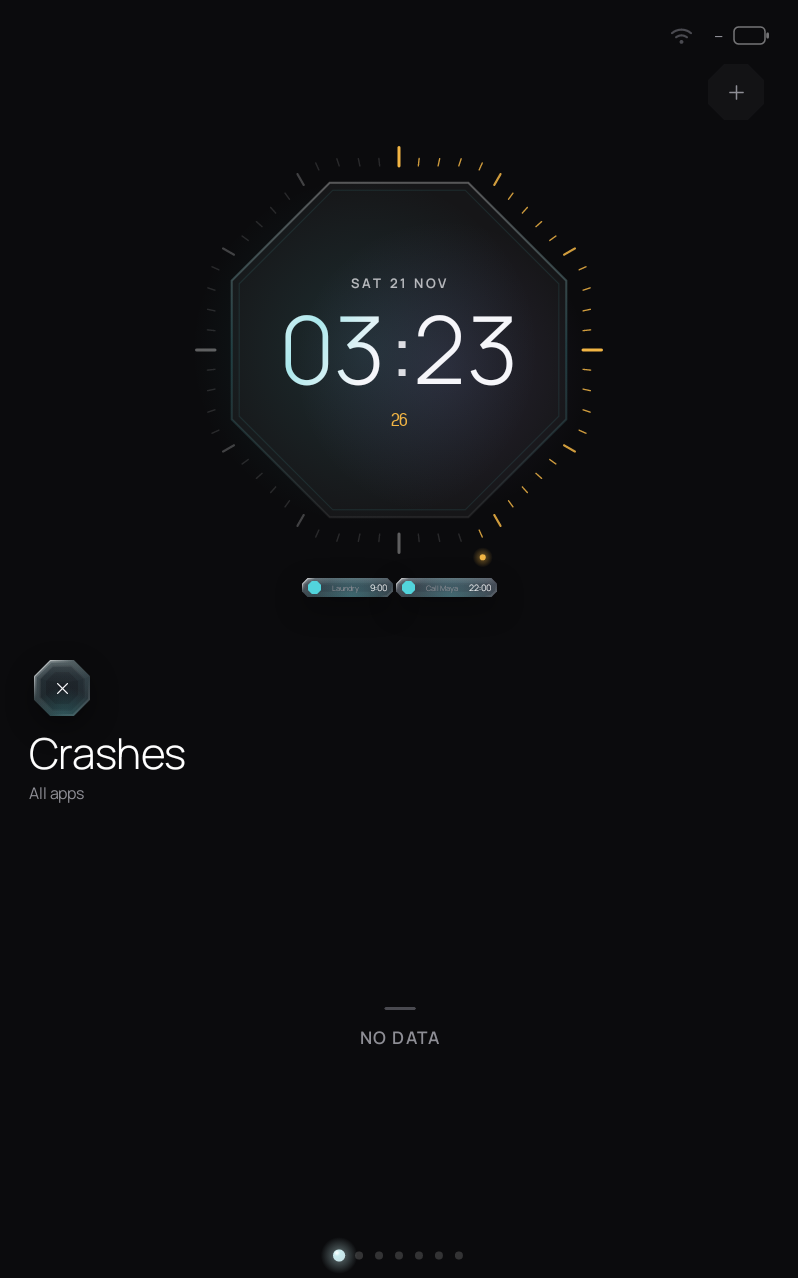 –
+
SAT 21 NOV
03:23
26
Laundry 9:00 Call Maya 22:00
Crashes
All apps
NO DATA